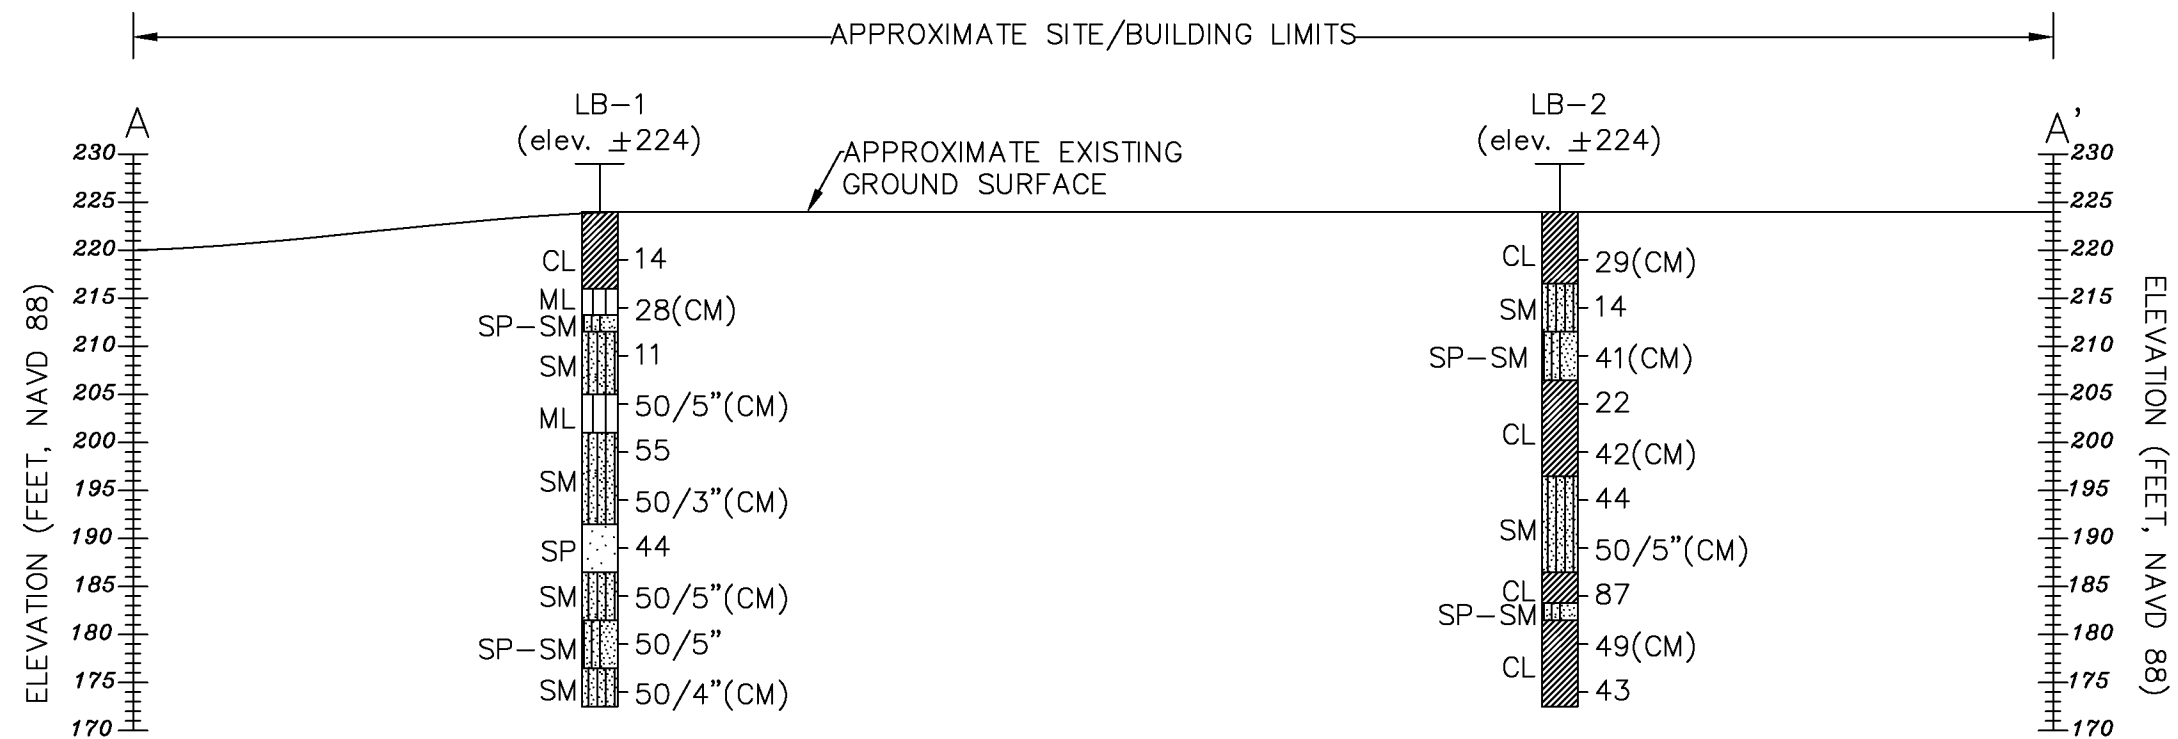 APPROXIMATE SITE/BUILDING LIMITS
A
LB-1
(elev. ±224)
APPROXIMATE EXISTING
GROUND SURFACE
LB-2
(elev. ±224)
A'
ELEVATION (FEET, NAVD 88)
230
225
220
215
210
205
200
195
190
185
180
175
170
CL 14
ML 28(CM)
SP-SM
SM 11
ML 50/5"(CM)
55
SM 50/3"(CM)
SP 44
SM 50/5"(CM)
SP-SM 50/5"
SM 50/4"(CM)
CL 29(CM)
SM 14
SP-SM 41(CM)
22
CL 42(CM)
44
SM 50/5"(CM)
CL 87
SP-SM
49(CM)
CL 43
230
225
220
215
210
205
200
195
190
185
180
175
170
ELEVATION (FEET, NAVD 88)